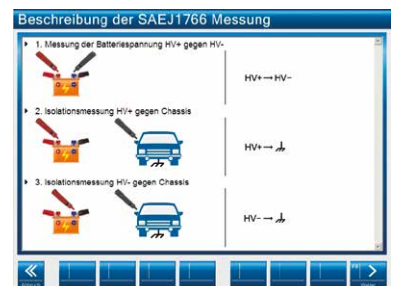 Beschreibung der SAEJ1766 Messung
1. Messung der Batteriespannung HV+ gegen HV-
HV+→HV-
2. Isolationsmessung HV+ gegen Chassis
HV+→
3. Isolationsmessung HV- gegen Chassis
HV-→